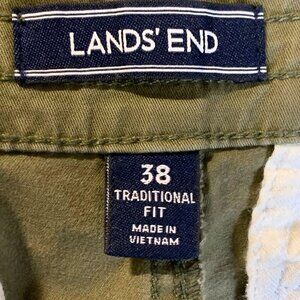 LANDS' END
38
TRADITIONAL
FIT
MADE IN
VIETNAM